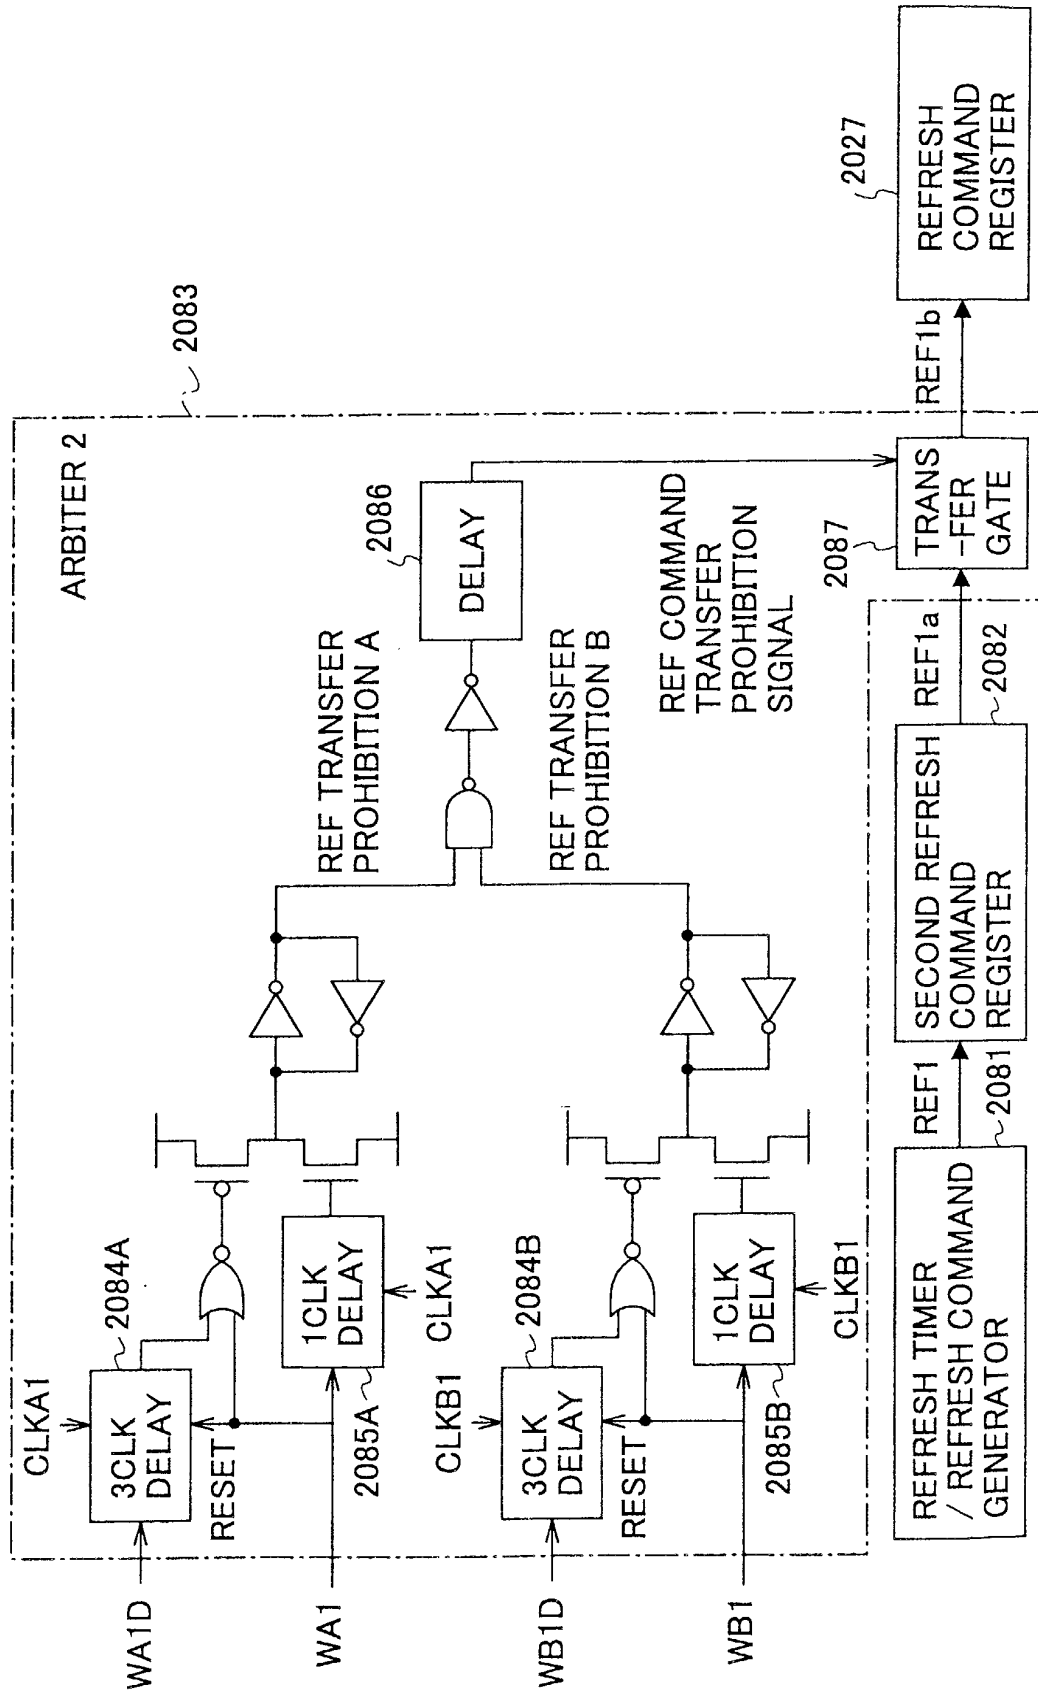 ARBITER 2
2083
CLKA1
3CLK
DELAY
2084A
WA1D
RESET
WA1
1CLK
DELAY
2085A
CLKA1
REF TRANSFER
PROHIBITION A
DELAY
2086
CLKB1
3CLK
DELAY
2084B
WB1D
RESET
WB1
1CLK
DELAY
2085B
CLKB1
REF TRANSFER
PROHIBITION B
REF COMMAND
TRANSFER
PROHIBITION
SIGNAL
REFRESH TIMER
/ REFRESH COMMAND
GENERATOR
2081
REF1
SECOND REFRESH
COMMAND
REGISTER
2082
REF1a
TRANS
-FER
GATE
2087
REF1b
REFRESH
COMMAND
REGISTER
2027